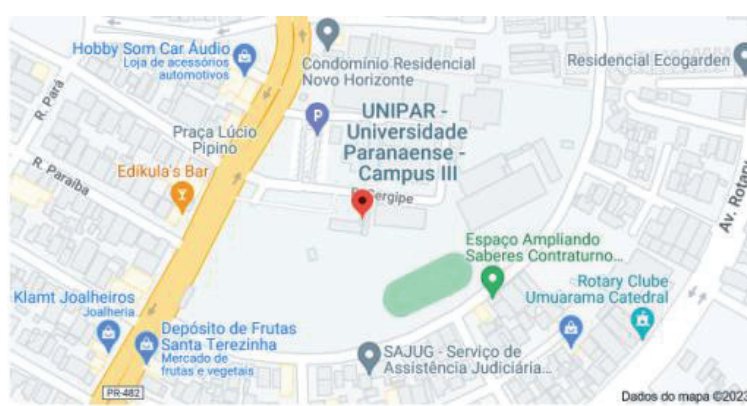 Hobby Som Car Áudio
Loja de acessórios
automotivos
Condomínio Residencial
Novo Horizonte
Residencial Ecogarden
R. Pará
P
UNIPAR -
Universidade
Paranaense -
Campus III
Praça Lúcio
Pipino
R. Paraíba
Edíkula's Bar
Sergipe
Av. Rotary
Espaço Ampliando
Saberes Contraturno...
Rotary Clube
Umuarama Catedral
Klamt Joalheiros
Joalheria
Depósito de Frutas
Santa Terezinha
Mercado de
frutas e vegetais
SAJUG - Serviço de
Assistência Judiciária...
PR-482
Dados do mapa ©2023